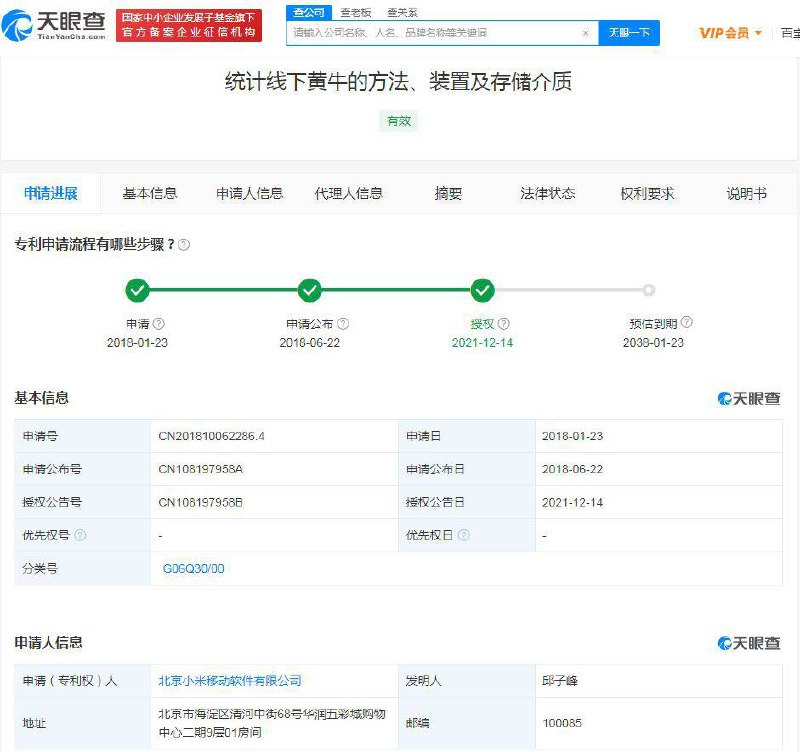 天眼查
TianYanCha.com
国家中小企业发展子基金旗下
官方备案企业征信机构
查公司 查老板 查关系
请输入公司名称、人名、品牌名称等关键词 × 天眼一下
VIP会员
统计线下黄牛的方法、装置及存储介质
有效
申请进展 基本信息 申请人信息 代理人信息 摘要 法律状态 权利要求 说明书
专利申请流程有哪些步骤?
申请 申请公布 授权 预估到期
2018-01-23 2018-06-22 2021-12-14 2038-01-23
基本信息 天眼查
申请号 CN201810062286.4 申请日 2018-01-23
申请公布号 CN108197958A 申请公布日 2018-06-22
授权公告号 CN108197958B 授权公告日 2021-12-14
优先权号 - 优先权日 -
分类号 G06Q30/00
申请人信息 天眼查
申请(专利权)人 北京小米移动软件有限公司 发明人 邱子峰
地址 北京市海淀区清河中街68号华润五彩城购物中心二期9层01房间 邮编 100085